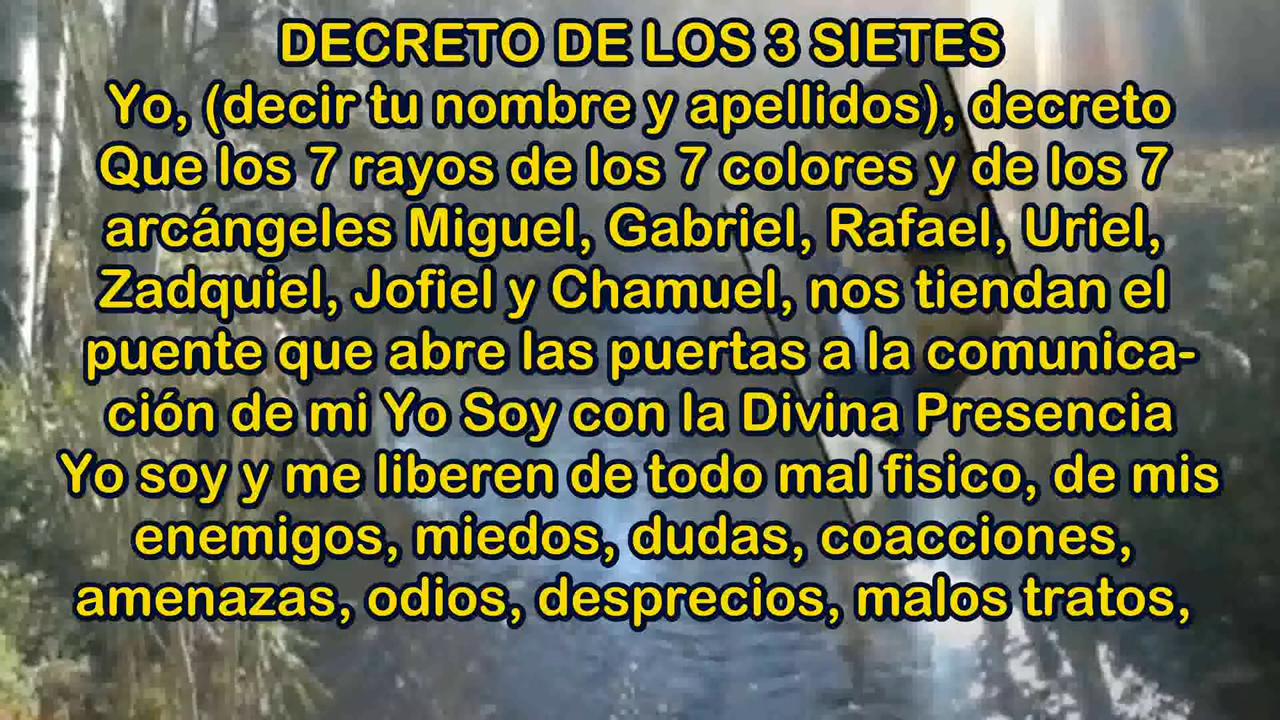 DECRETO DE LOS 3 SIETES
Yo, (decir tu nombre y apellidos), decreto
Que los 7 rayos de los 7 colores y de los 7
arcángeles Miguel, Gabriel, Rafael, Uriel,
Zadquiel, Jofiel y Chamuel, nos tiendan el
puente que abre las puertas a la comunica-
ción de mi Yo Soy con la Divina Presencia
Yo soy y me liberen de todo mal fisico, de mis
enemigos, miedos, dudas, coacciones,
amenazas, odios, desprecios, malos tratos,